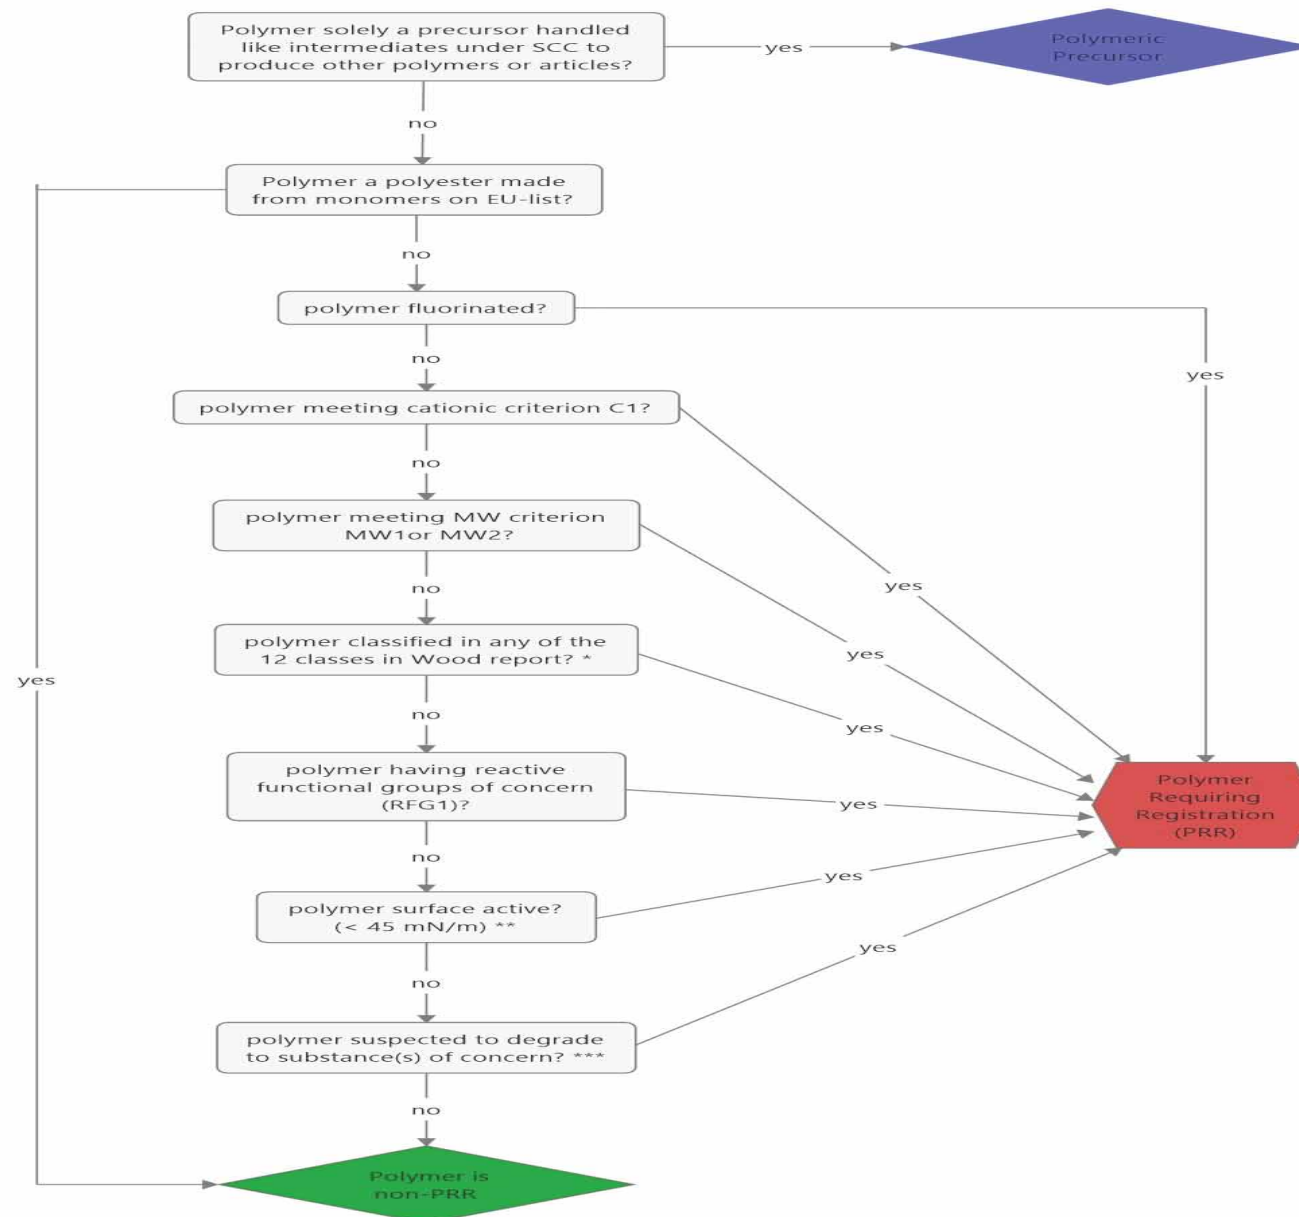 Polymer solely a precursor handled
like intermediates under SCC to
produce other polymers or articles?
yes
Polymeric
Precursor
no
Polymer a polyester made
from monomers on EU-list?
no
polymer fluorinated?
no
yes
polymer meeting cationic criterion C1?
no
polymer meeting MW criterion
MW1or MW2?
no
yes
polymer classified in any of the
12 classes in Wood report? *
yes
yes
no
yes
polymer having reactive
functional groups of concern
(RFG1)?
yes
Polymer
Requiring
Registration
(PRR)
no
yes
polymer surface active?
(< 45 mN/m) **
yes
no
polymer suspected to degrade
to substance(s) of concern? ***
no
Polymer is
non-PRR